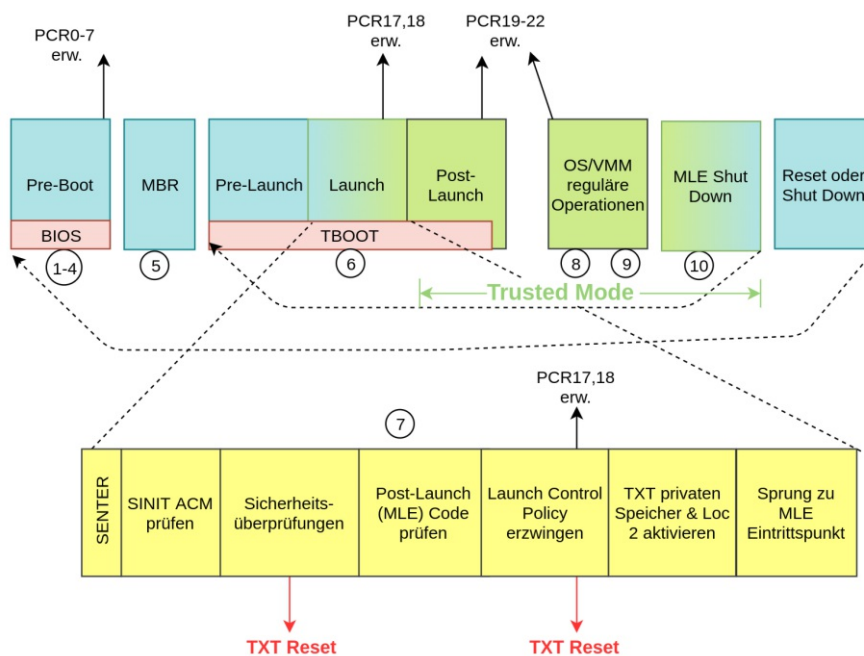 PCR0-7
erw.
PCR17,18
erw.
PCR19-22
erw.
Pre-Boot
MBR
Pre-Launch
Launch
Post-
Launch
OS/VMM
reguläre
Operationen
MLE Shut
Down
Reset oder
Shut Down
BIOS
TBOOT
1-4
5
6
8
9
10
Trusted Mode
PCR17,18
erw.
7
SENTER
SINIT ACM
prüfen
Sicherheits-
überprüfungen
Post-Launch
(MLE) Code
prüfen
Launch Control
Policy
erzwingen
TXT privaten
Speicher & Loc
2 aktivieren
Sprung zu
MLE
Eintrittspunkt
TXT Reset
TXT Reset